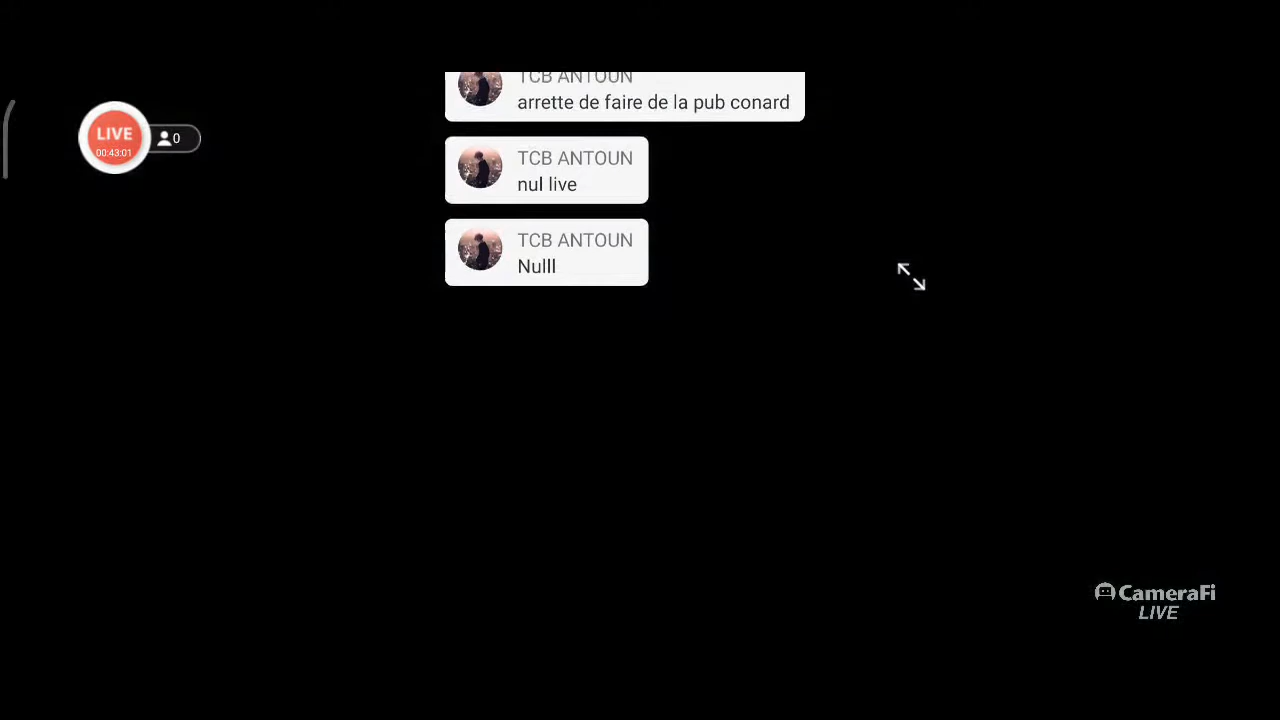 TCB ANTOUN
arrette de faire de la pub conard
LIVE
0
00:43:01
TCB ANTOUN
nul live
TCB ANTOUN
Nulll
CameraFi
LIVE